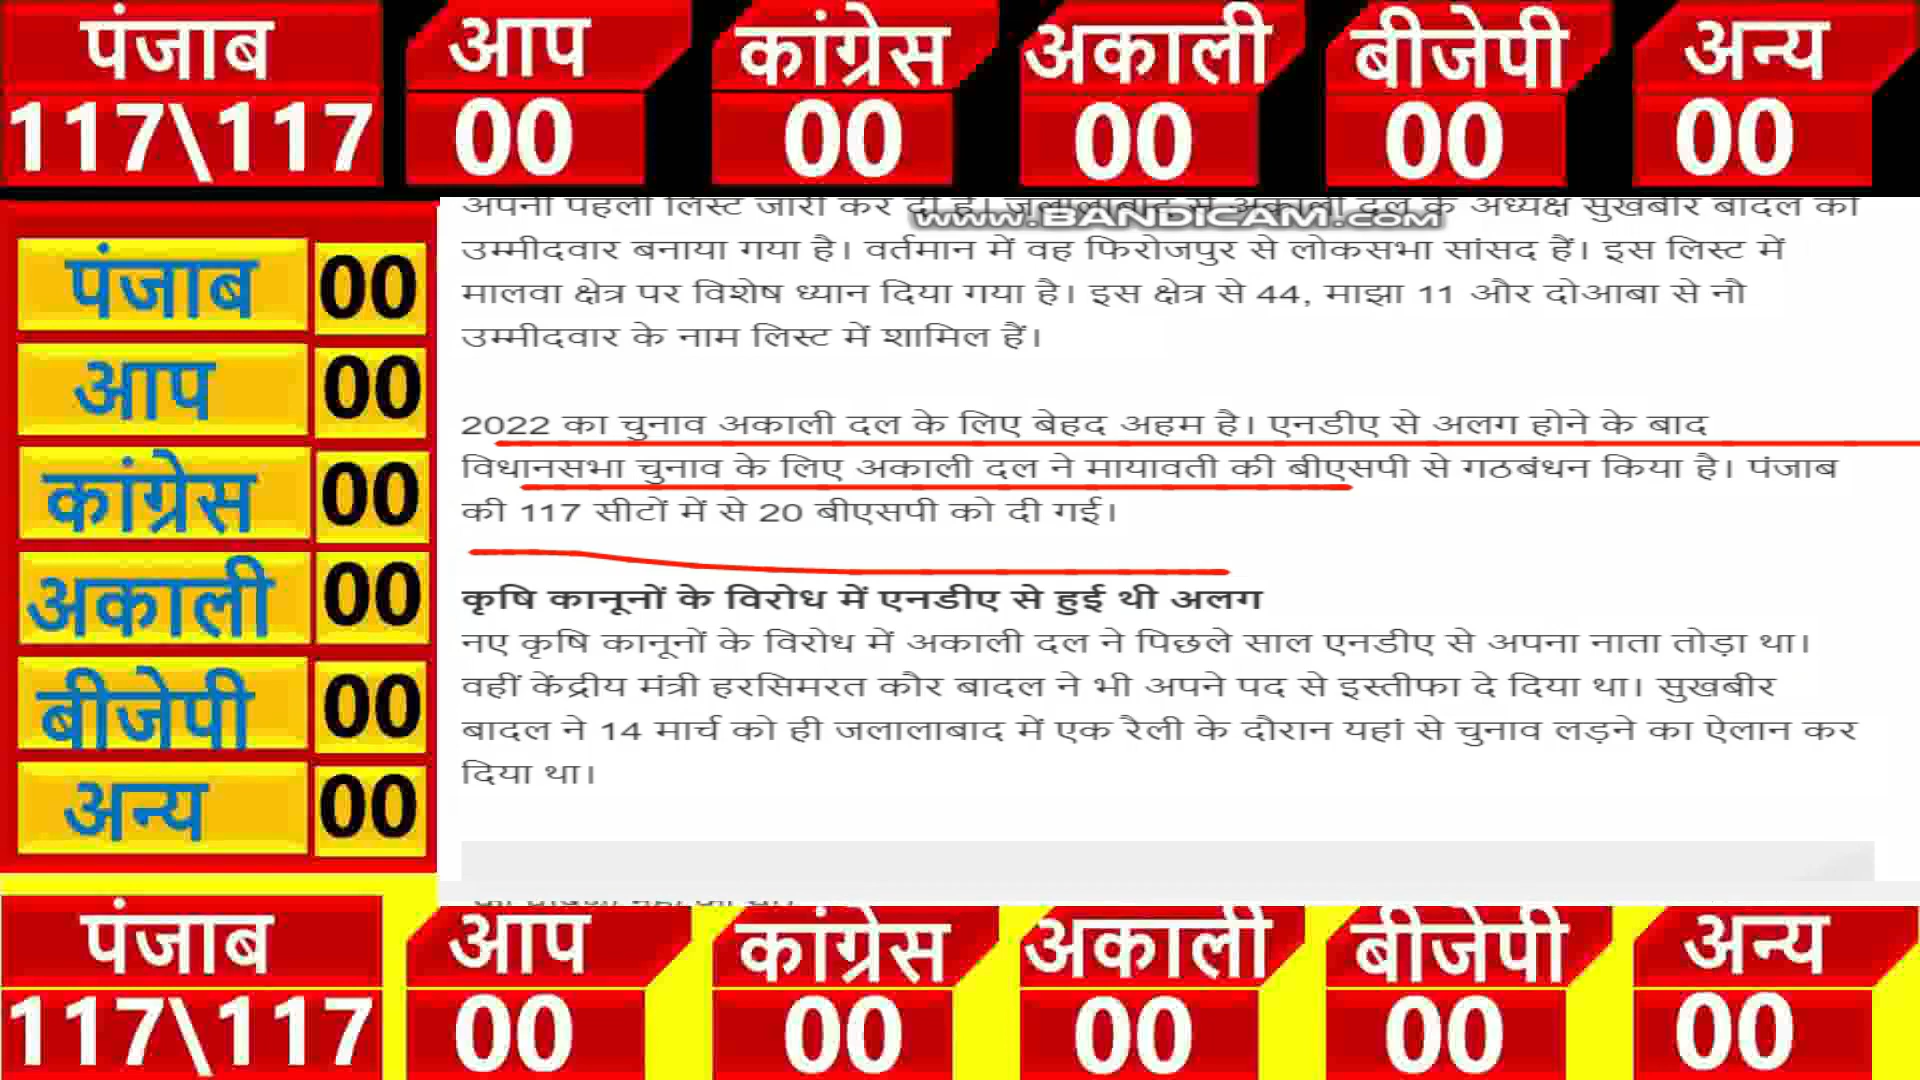 पंजाब आप कांग्रेस अकाली बीजेपी अन्य
117\117 00 00 00 00 00
www.BANDICAM.com
अपनी पहली लिस्ट जारी कर दी है। जलालाबाद से अकाली दल के अध्यक्ष सुखबीर बादल को
उम्मीदवार बनाया गया है। वर्तमान में वह फिरोजपुर से लोकसभा सांसद हैं। इस लिस्ट में
मालवा क्षेत्र पर विशेष ध्यान दिया गया है। इस क्षेत्र से 44, माझा 11 और दोआबा से नौ
उम्मीदवार के नाम लिस्ट में शामिल हैं।
2022 का चुनाव अकाली दल के लिए बेहद अहम है। एनडीए से अलग होने के बाद
विधानसभा चुनाव के लिए अकाली दल ने मायावती की बीएसपी से गठबंधन किया है। पंजाब
की 117 सीटों में से 20 बीएसपी को दी गई।
कृषि कानूनों के विरोध में एनडीए से हुई थी अलग
नए कृषि कानूनों के विरोध में अकाली दल ने पिछले साल एनडीए से अपना नाता तोड़ा था।
वहीं केंद्रीय मंत्री हरसिमरत कौर बादल ने भी अपने पद से इस्तीफा दे दिया था। सुखबीर
बादल ने 14 मार्च को ही जलालाबाद में एक रैली के दौरान यहां से चुनाव लड़ने का ऐलान कर
दिया था।
पंजाब 00
आप 00
कांग्रेस 00
अकाली 00
बीजेपी 00
अन्य 00
पंजाब आप कांग्रेस अकाली बीजेपी अन्य
117\117 00 00 00 00 00